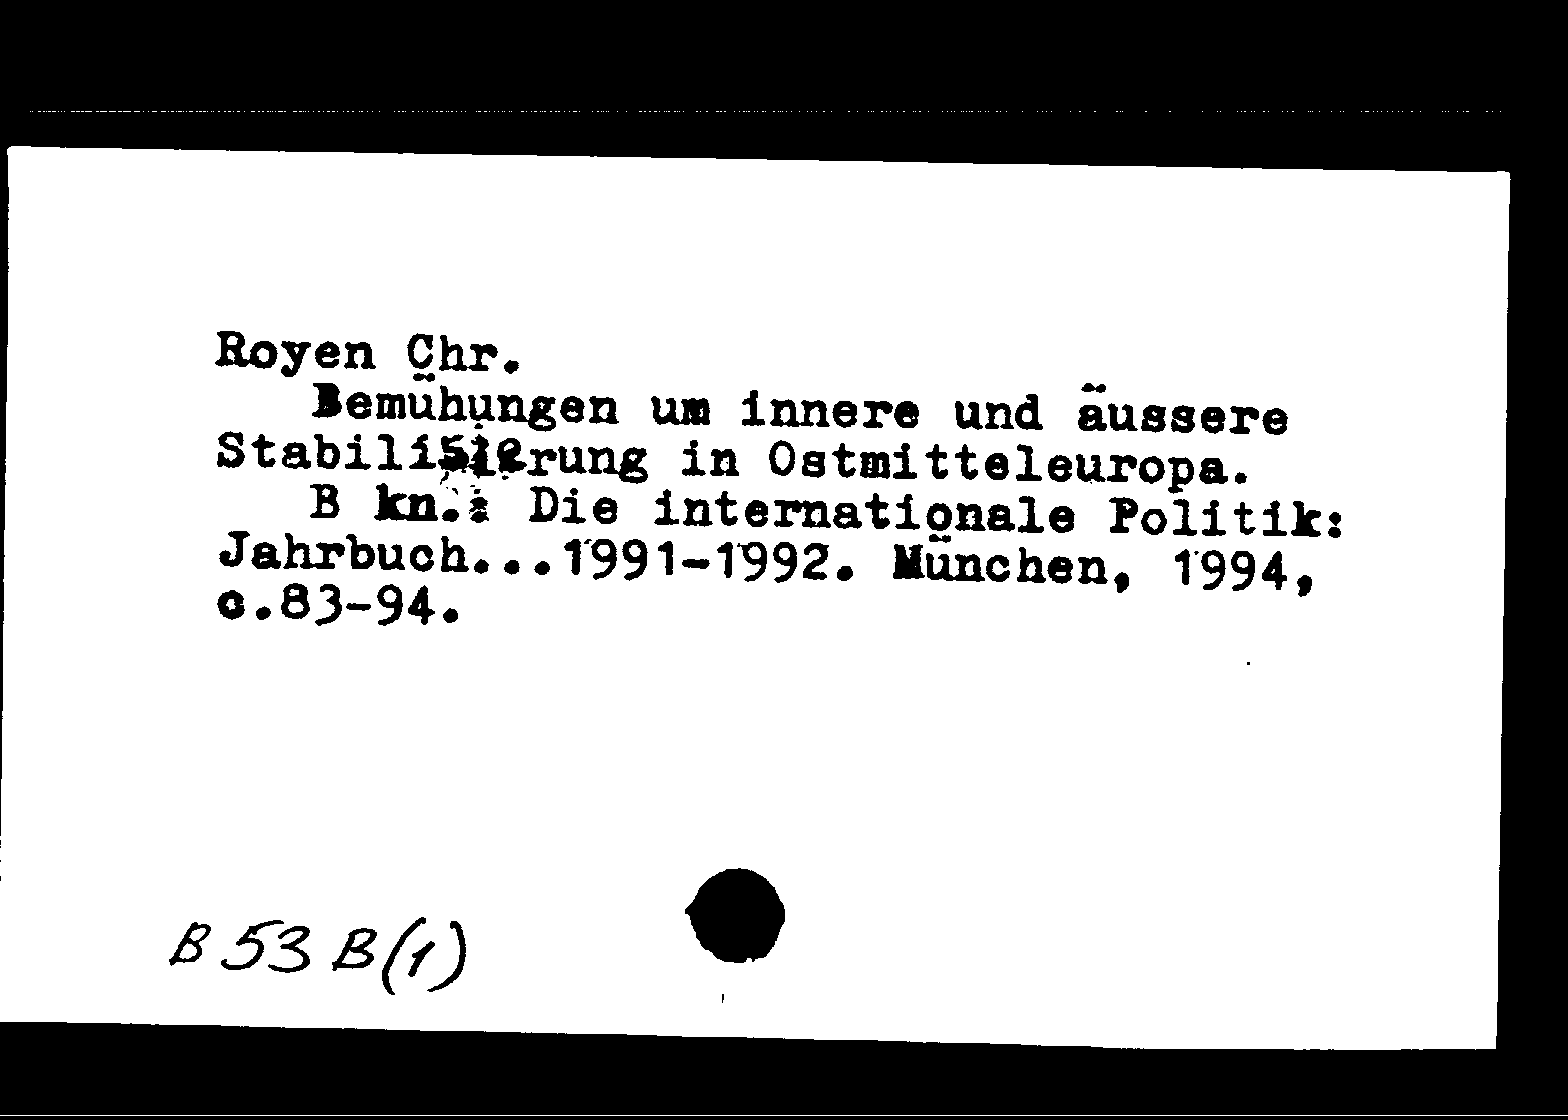 Royen Chr.
Bemühungen um innere und äussere
Stabilisierung in Ostmitteleuropa.
B kn.: Die internationale Politik:
Jahrbuch...1991-1992. München, 1994,
c.83-94.
B 53 B(1)